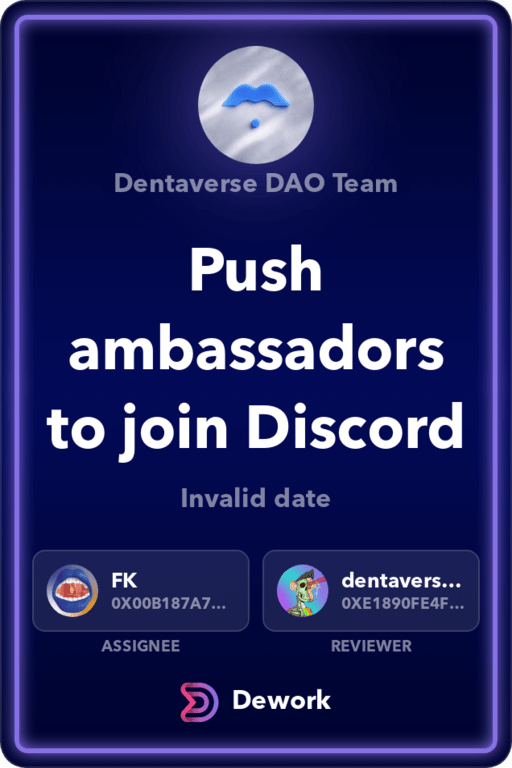 Dentaverse DAO Team
Push
ambassadors
to join Discord
Invalid date
FK
0X00B187A7...
ASSIGNEE
dentavers...
0XE1890FE4F...
REVIEWER
Dework